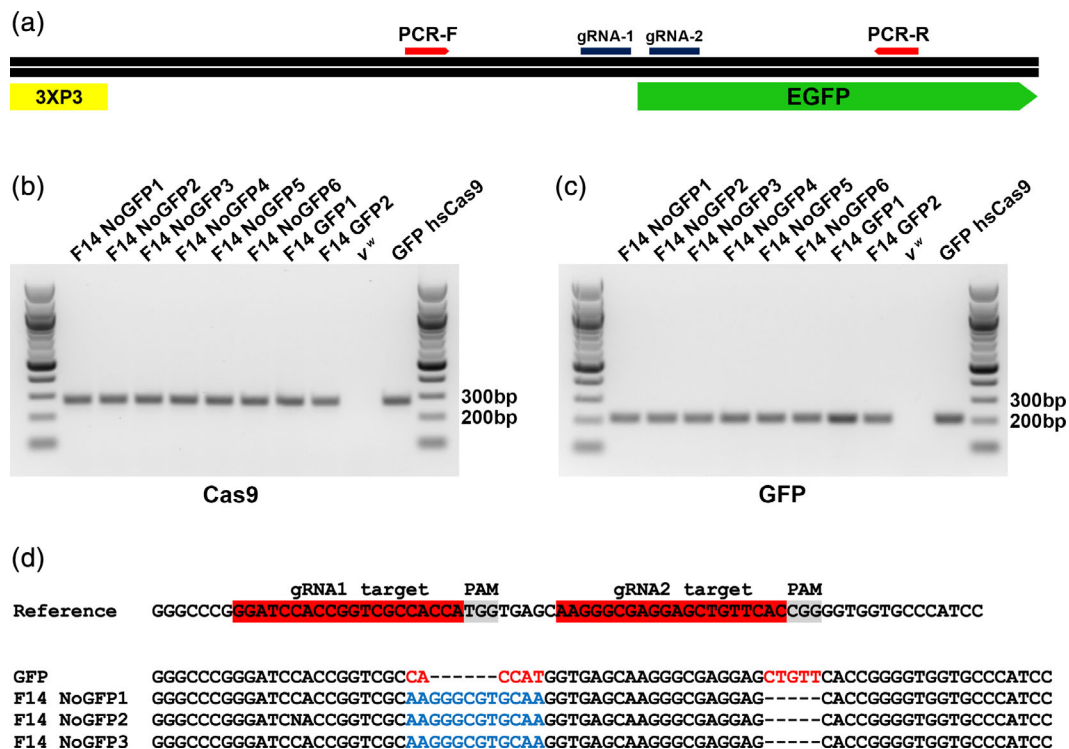 (a)
PCR-F
gRNA-1
gRNA-2
PCR-R
3XP3
EGFP
(b)
F14 NoGFP1
F14 NoGFP2
F14 NoGFP3
F14 NoGFP4
F14 NoGFP5
F14 NoGFP6
F14 GFP1
F14 GFP2
v^w
GFP hsCas9
300bp
200bp
Cas9
(c)
F14 NoGFP1
F14 NoGFP2
F14 NoGFP3
F14 NoGFP4
F14 NoGFP5
F14 NoGFP6
F14 GFP1
F14 GFP2
v^w
GFP hsCas9
300bp
200bp
GFP
(d)
gRNA1 target PAM gRNA2 target PAM
Reference GGGCCCGGGATCCACCGGTCGCCACCATGGTGAGCAAGGGCGAGGAGCTGTTCACCGGGGTGGTGCCCATCC
GFP GGGCCCGGGATCCACCGGTCGCCA------CCATGGTGAGCAAGGGCGAGGAGCTGTTCACCGGGGTGGTGCCCATCC
F14 NoGFP1 GGGCCCGGGATCCACCGGTCGCAAGGGCGTGCAAGGTGAGCAAGGGCGAGGAG-----CACCGGGGTGGTGCCCATCC
F14 NoGFP2 GGGCCCGGGATCNACCGGTCGCAAGGGCGTGCAAGGTGAGCAAGGGCGAGGAG-----CACCGGGGTGGTGCCCATCC
F14 NoGFP3 GGGCCCGGGATCCACCGGTCGCAAGGGCGTGCAAGGTGAGCAAGGGCGAGGAG-----CACCGGGGTGGTGCCCATCC